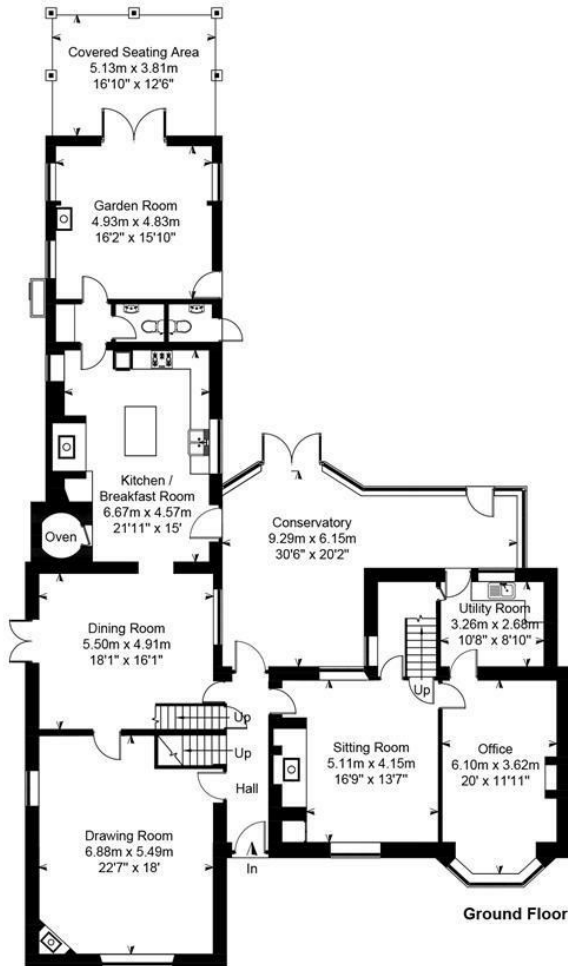 Covered Seating Area
5.13m x 3.81m
16'10" x 12'6"
Garden Room
4.93m x 4.83m
16'2" x 15'10"
Kitchen /
Breakfast Room
6.67m x 4.57m
21'11" x 15'
Oven
Conservatory
9.29m x 6.15m
30'6" x 20'2"
Dining Room
5.50m x 4.91m
18'1" x 16'1"
Utility Room
3.26m x 2.68m
10'8" x 8'10"
Up
Up
Up
Sitting Room
5.11m x 4.15m
16'9" x 13'7"
Office
6.10m x 3.62m
20' x 11'11"
Hall
Drawing Room
6.88m x 5.49m
22'7" x 18'
In
Ground Floor